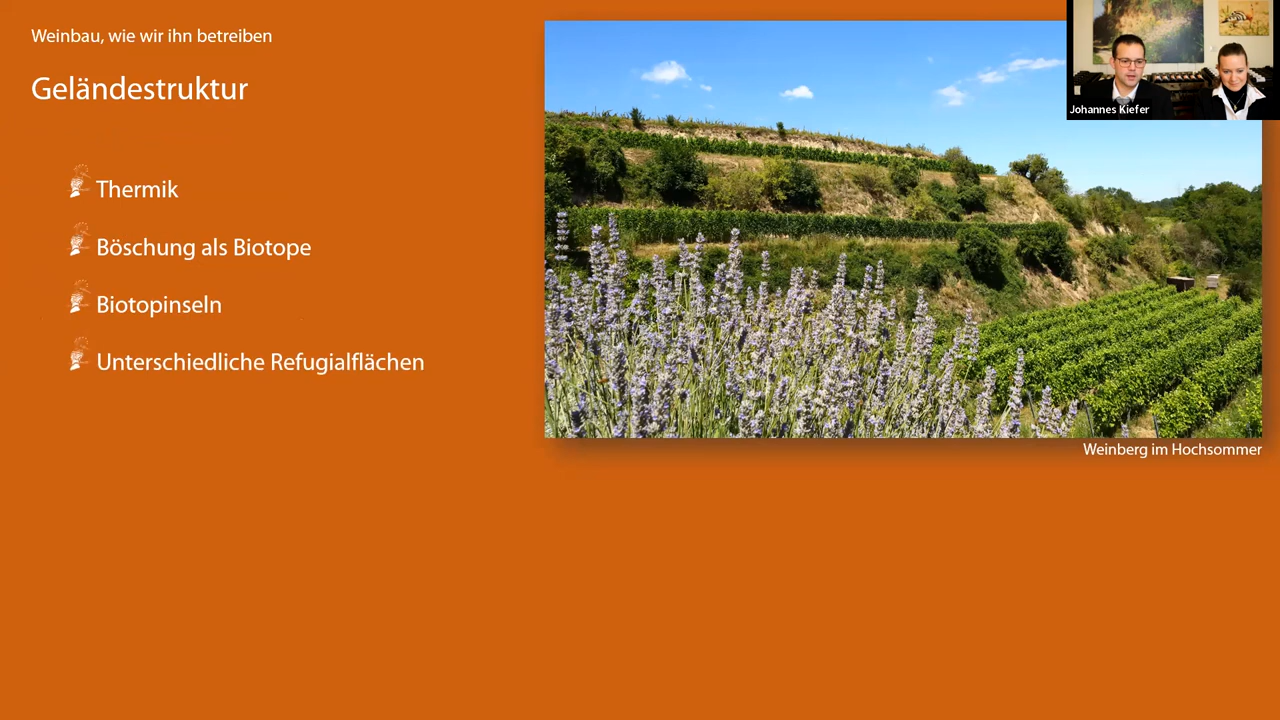 Weinbau, wie wir ihn betreiben
Geländestruktur
Thermik
Böschung als Biotope
Biotopinseln
Unterschiedliche Refugialflächen
Johannes Kiefer
Weinberg im Hochsommer